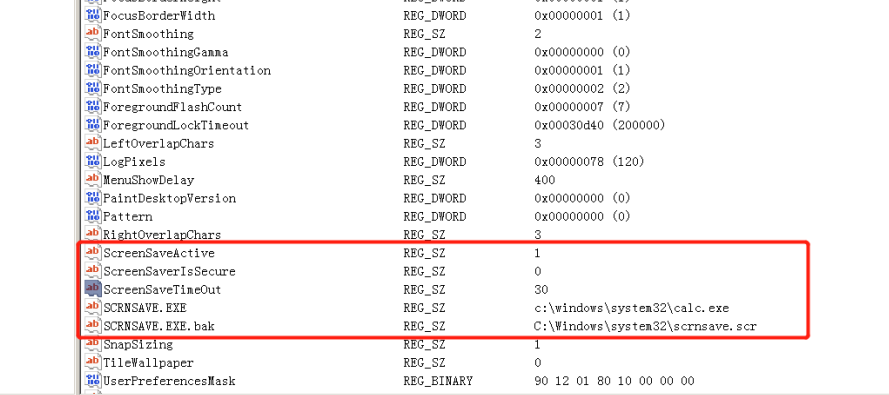 FocusBorderHeight REG_DWORD 0x00000001 (1)
FocusBorderWidth REG_DWORD 0x00000001 (1)
FontSmoothing REG_SZ 2
FontSmoothingGamma REG_DWORD 0x00000000 (0)
FontSmoothingOrientation REG_DWORD 0x00000001 (1)
FontSmoothingType REG_DWORD 0x00000002 (2)
ForegroundFlashCount REG_DWORD 0x00000007 (7)
ForegroundLockTimeout REG_DWORD 0x00030d40 (200000)
LeftOverlapChars REG_SZ 3
LogPixels REG_DWORD 0x00000078 (120)
MenuShowDelay REG_SZ 400
PaintDesktopVersion REG_DWORD 0x00000000 (0)
Pattern REG_DWORD 0x00000000 (0)
RightOverlapChars REG_SZ 3
ScreenSaveActive REG_SZ 1
ScreenSaverIsSecure REG_SZ 0
ScreenSaveTimeOut REG_SZ 30
SCRNSAVE.EXE REG_SZ c:\windows\system32\calc.exe
SCRNSAVE.EXE.bak REG_SZ C:\Windows\system32\scrnsave.scr
SnapSizing REG_SZ 1
TileWallpaper REG_SZ 0
UserPreferencesMask REG_BINARY 90 12 01 80 10 00 00 00